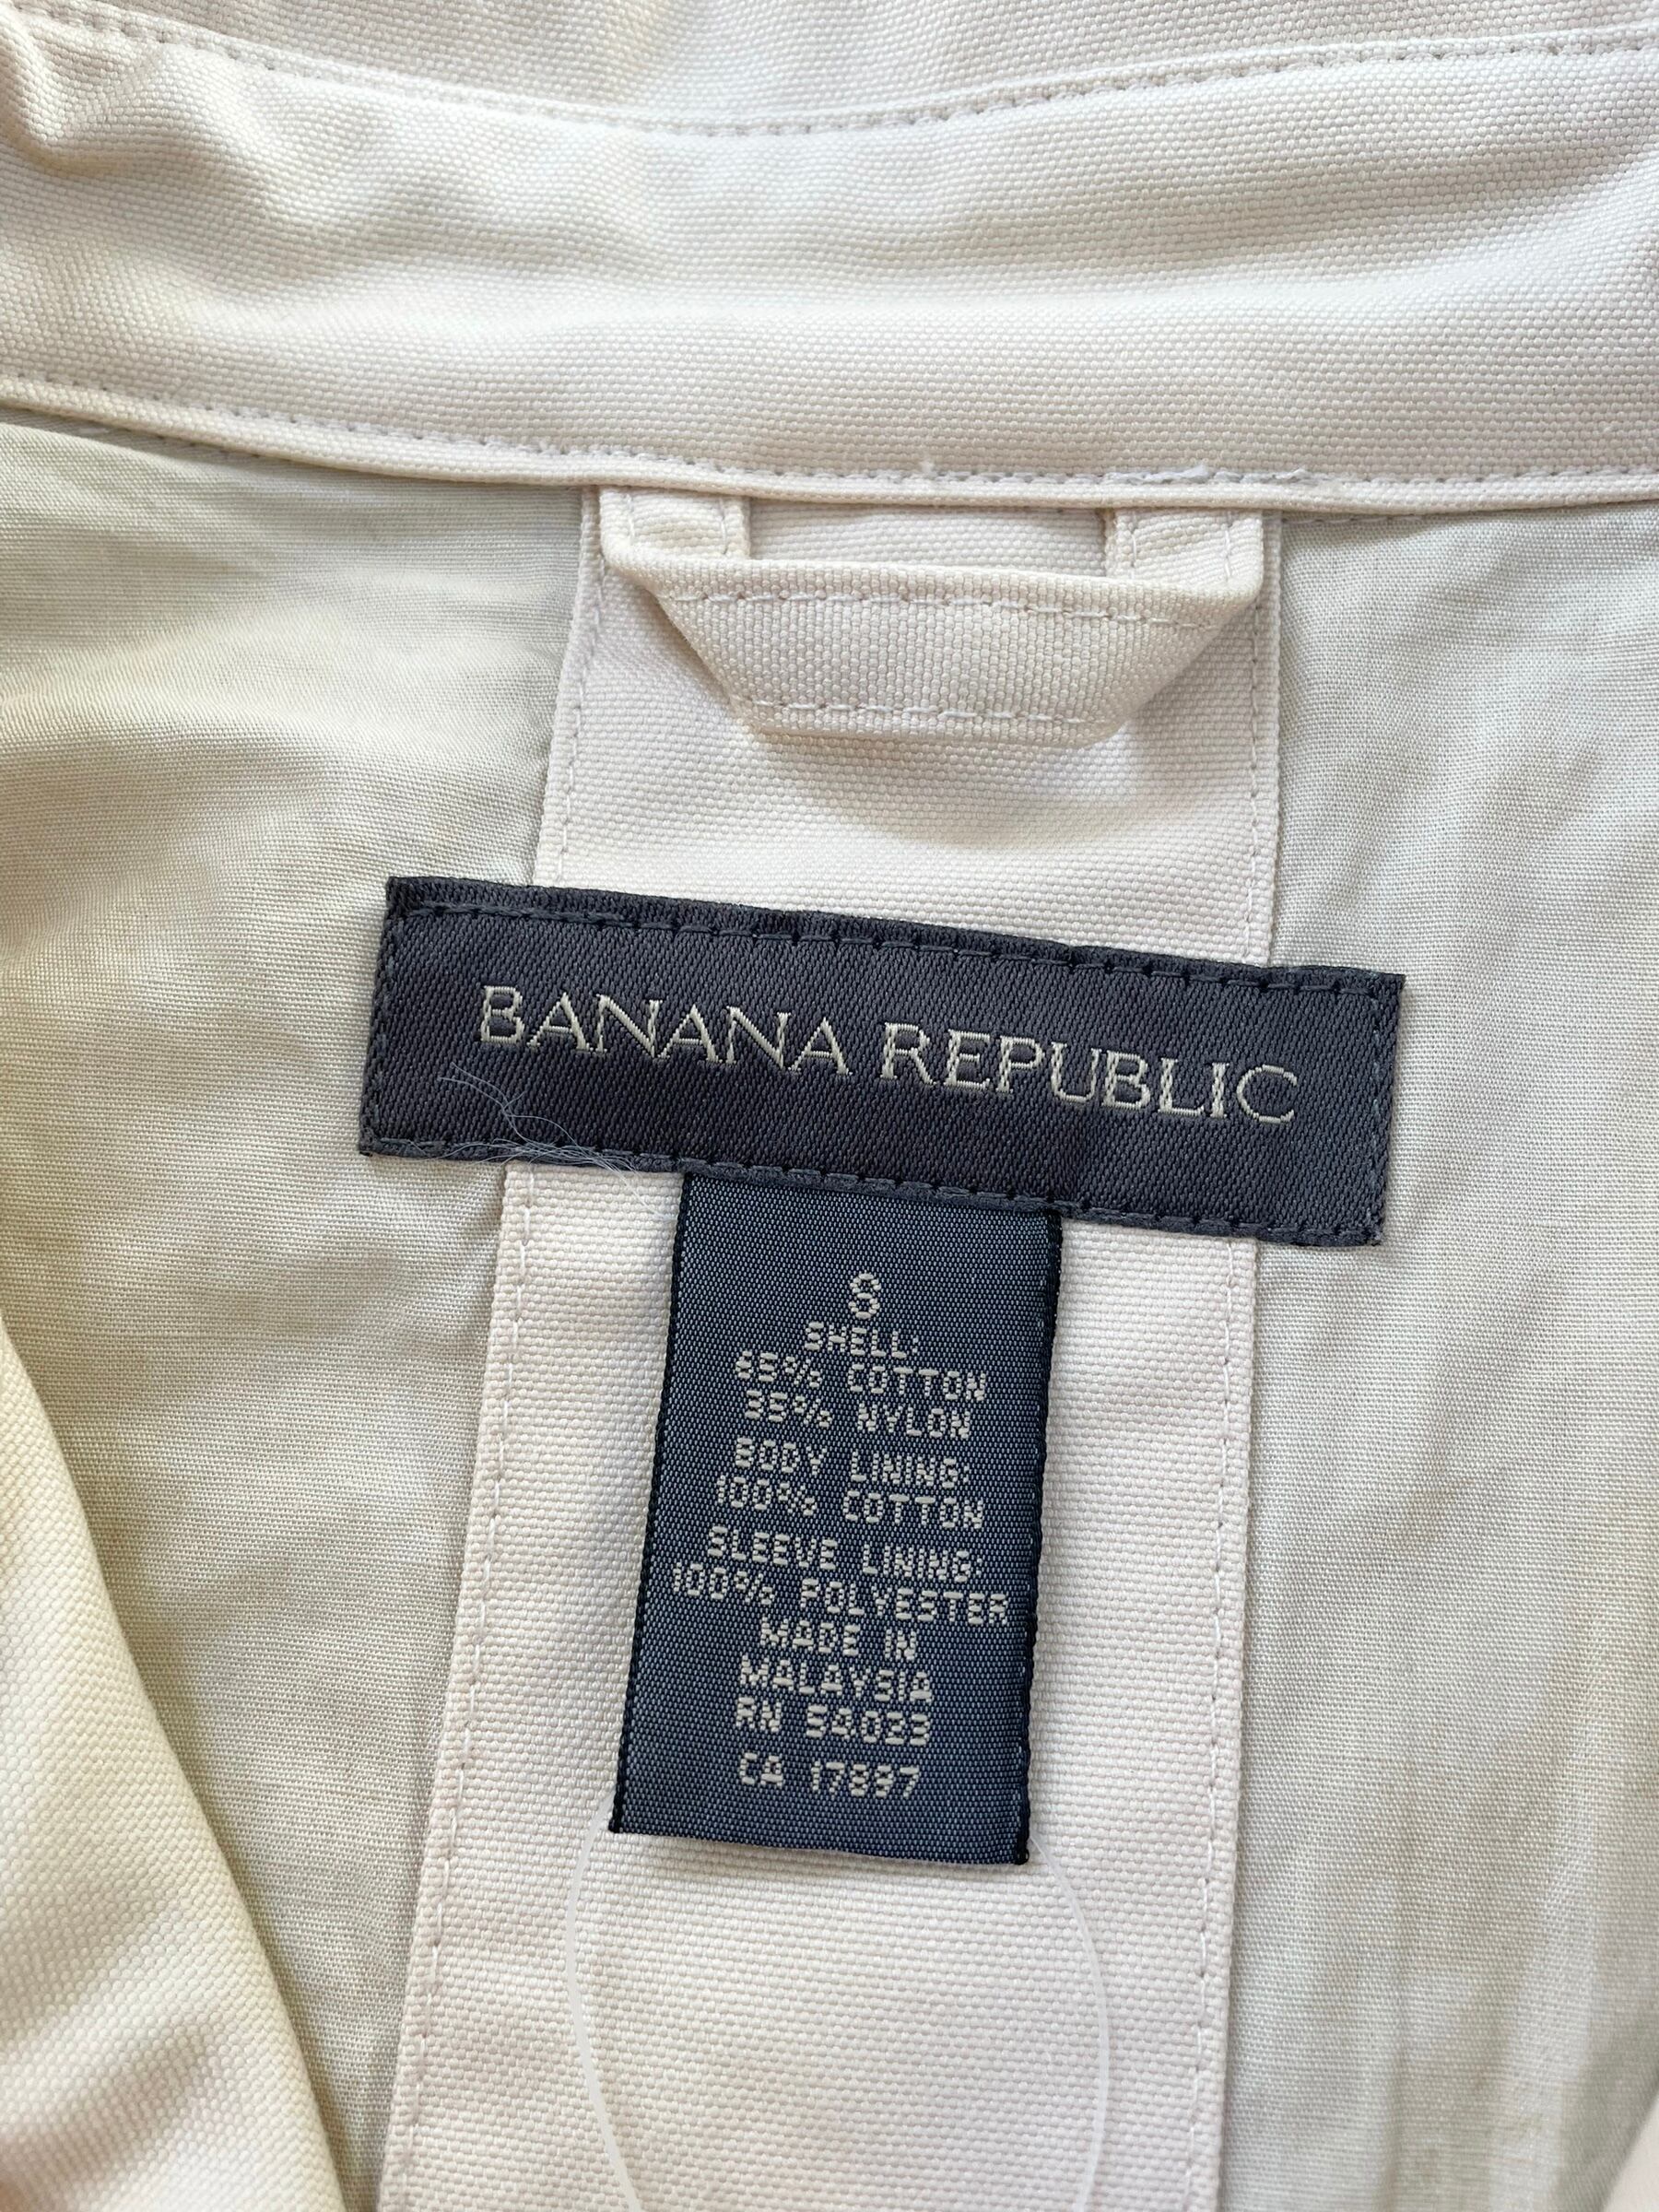 BANANA REPUBLIC
S
SHELL:
65% COTTON
35% NYLON
BODY LINING:
100% COTTON
SLEEVE LINING:
100% POLYESTER
MADE IN
MALAYSIA
RN 54023
CA 17897